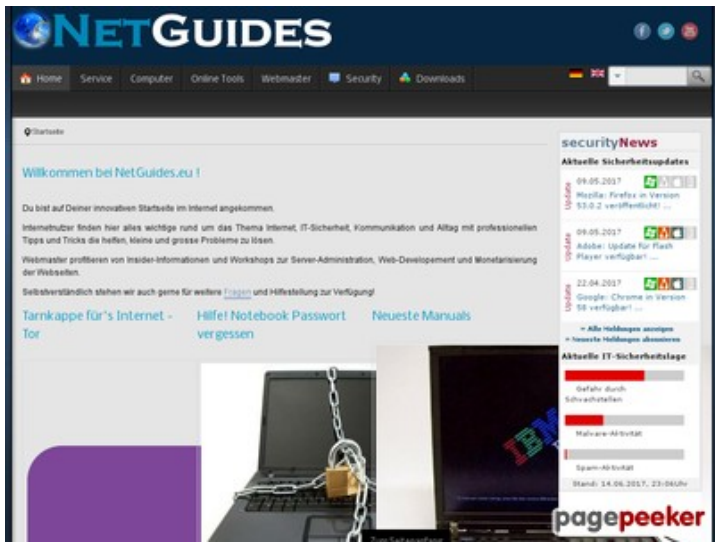 NETGUIDES
Home Service Computer Online Tools Webmaster Security Downloads
Startseite
Willkommen bei NetGuides.eu !
Du bist auf Deiner innovativen Startseite im Internet angekommen.
Internetnutzer finden hier alles wichtige rund um das Thema Internet, IT-Sicherheit, Kommunikation und Alltag mit professionellen
Tipps und Tricks die helfen, kleine und grosse Probleme zu lösen.
Webmaster profitieren von Insider-Informationen und Workshops zur Server-Administration, Web-Developement und Monetarisierung
der Webseiten.
Selbstverständlich stehen wir auch gerne für weitere Fragen und Hilfestellung zur Verfügung!
Tarnkappe für's Internet -
Tor
Hilfe! Notebook Passwort
vergessen
Neueste Manuals
IBM
Zum Seitenanfang
securityNews
Aktuelle Sicherheitsupdates
Update
09.05.2017
Mozilla: Firefox in Version
53.0.2 veröffentlicht! ...
Update
09.05.2017
Adobe: Update für Flash
Player verfügbar! ...
Update
22.04.2017
Google: Chrome in Version
58 verfügbar! ...
» Alle Meldungen anzeigen
» Neueste Meldungen abonnieren
Aktuelle IT-Sicherheitslage
Gefahr durch
Schwachstellen
Malware-Aktivität
Spam-Aktivität
Stand: 14.06.2017, 23:06Uhr
pagepeeker